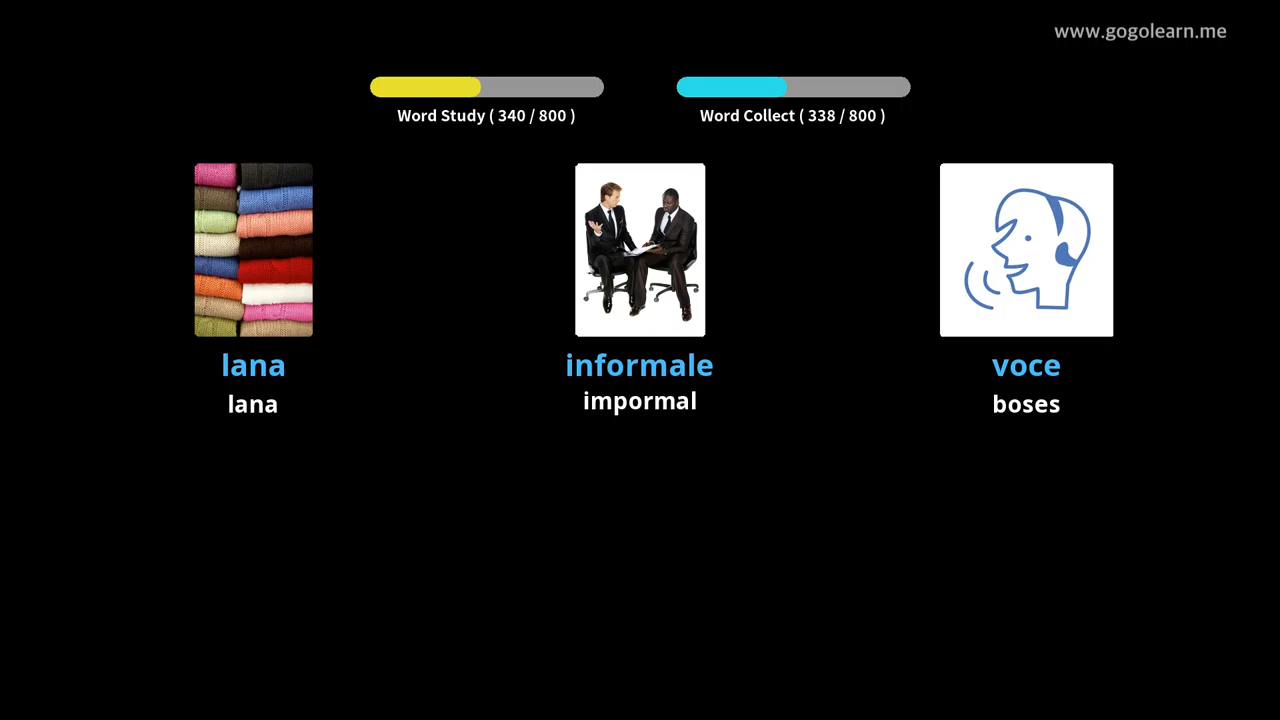 www.gogolearn.me
Word Study ( 340 / 800 )
Word Collect ( 338 / 800 )
lana
informale
voce
lana
impormal
boses